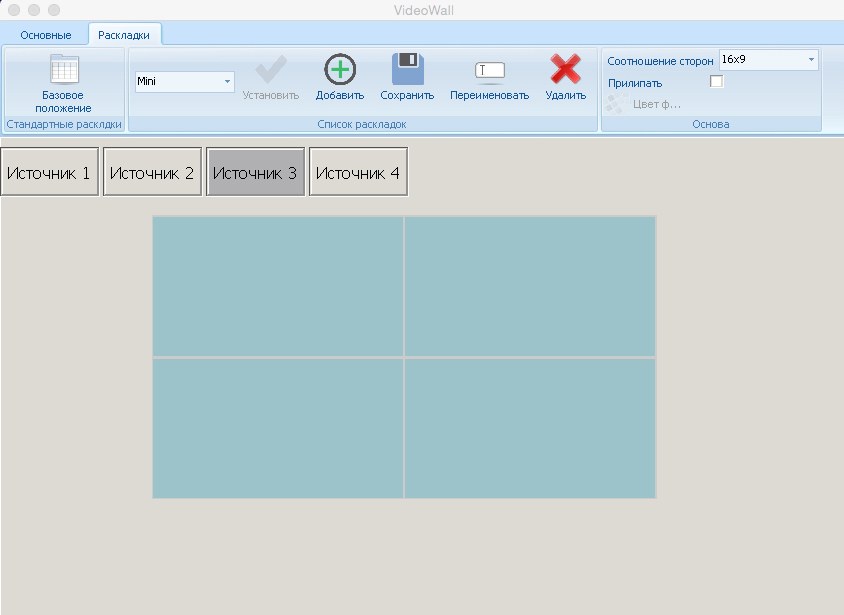 VideoWall
Основные
Раскладки
Mini
Установить
Добавить
Сохранить
Переименовать
Удалить
Соотношение сторон
16x9
Прилипать
Цвет ф...
Базовое
положение
Стандартные расклдки
Список раскладок
Основа
Источник 1
Источник 2
Источник 3
Источник 4